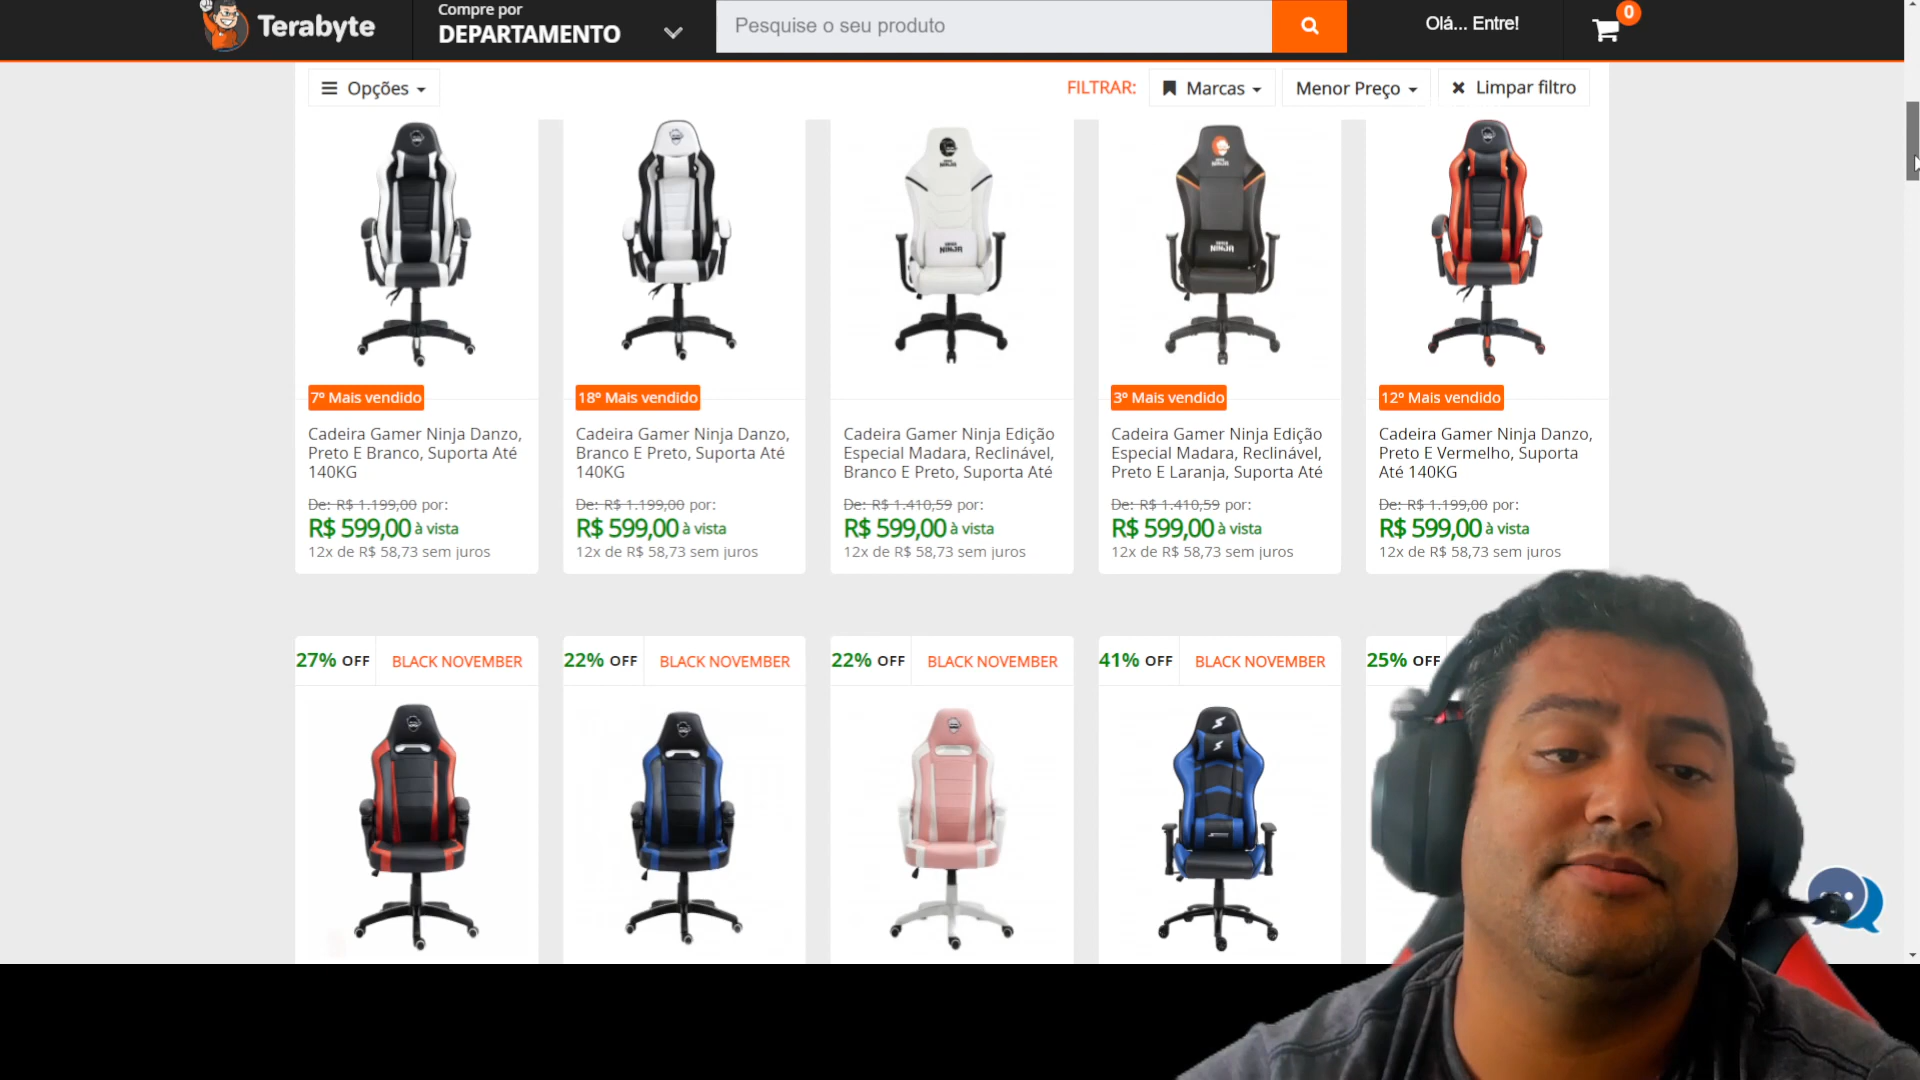 Terabyte
Compre por
DEPARTAMENTO
Pesquise o seu produto
Olá... Entre!
0
Opções
FILTRAR:
Marcas
Menor Preço
Limpar filtro
NINJA
NINJA
7º Mais vendido
18º Mais vendido
3º Mais vendido
12º Mais vendido
Cadeira Gamer Ninja Danzo,
Preto E Branco, Suporta Até
140KG
Cadeira Gamer Ninja Danzo,
Branco E Preto, Suporta Até
140KG
Cadeira Gamer Ninja Edição
Especial Madara, Reclinável,
Branco E Preto, Suporta Até
Cadeira Gamer Ninja Edição
Especial Madara, Reclinável,
Preto E Laranja, Suporta Até
Cadeira Gamer Ninja Danzo,
Preto E Vermelho, Suporta
Até 140KG
De: R$ 1.199,00 por:
R$ 599,00 à vista
12x de R$ 58,73 sem juros
De: R$ 1.199,00 por:
R$ 599,00 à vista
12x de R$ 58,73 sem juros
De: R$ 1.410,59 por:
R$ 599,00 à vista
12x de R$ 58,73 sem juros
De: R$ 1.410,59 por:
R$ 599,00 à vista
12x de R$ 58,73 sem juros
De: R$ 1.199,00 por:
R$ 599,00 à vista
12x de R$ 58,73 sem juros
27% OFF BLACK NOVEMBER
22% OFF BLACK NOVEMBER
22% OFF BLACK NOVEMBER
41% OFF BLACK NOVEMBER
25% OFF